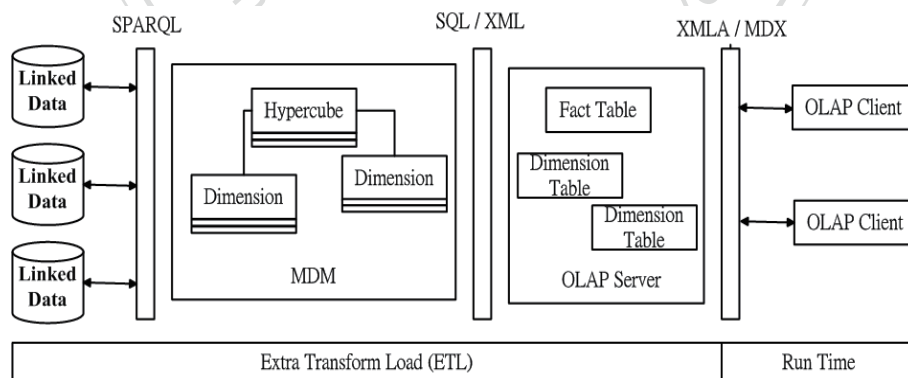 SPARQL
SQL / XML
XMLA / MDX
Linked
Data
Linked
Data
Linked
Data
Hypercube
Dimension
Dimension
MDM
Fact Table
Dimension
Table
Dimension
Table
OLAP Server
OLAP Client
OLAP Client
Extra Transform Load (ETL)
Run Time